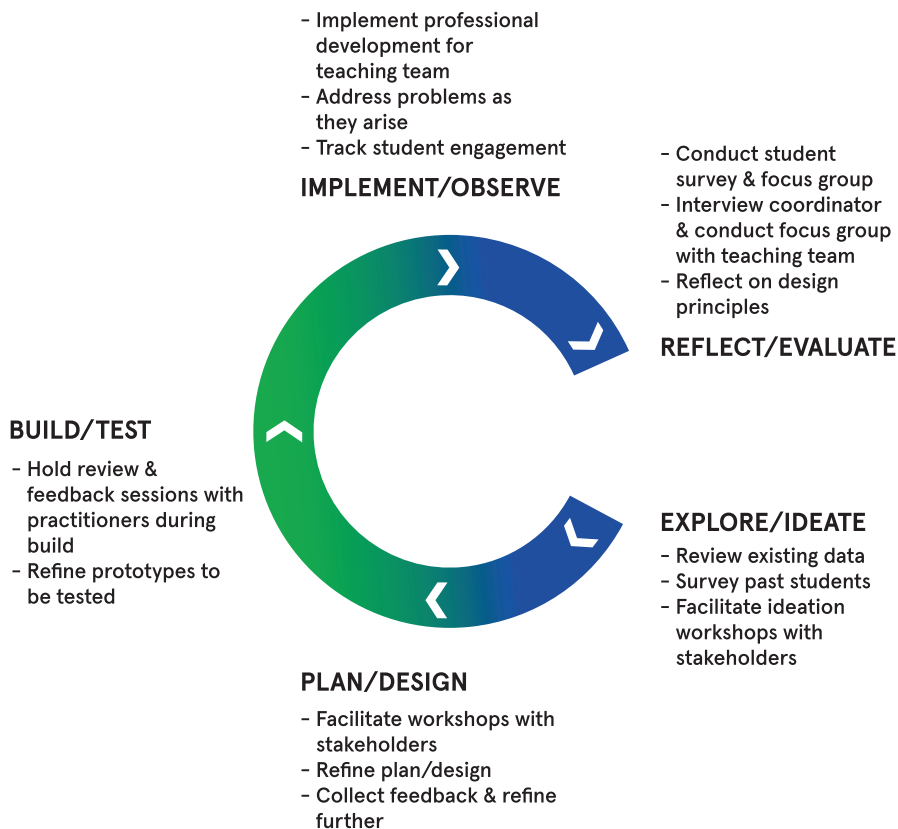 - Implement professional
development for
teaching team
- Address problems as
they arise
- Track student engagement
IMPLEMENT/OBSERVE
- Conduct student
survey & focus group
- Interview coordinator
& conduct focus group
with teaching team
- Reflect on design
principles
REFLECT/EVALUATE
BUILD/TEST
- Hold review &
feedback sessions with
practitioners during
build
- Refine prototypes to
be tested
EXPLORE/IDEATE
- Review existing data
- Survey past students
- Facilitate ideation
workshops with
stakeholders
PLAN/DESIGN
- Facilitate workshops with
stakeholders
- Refine plan/design
- Collect feedback & refine
further